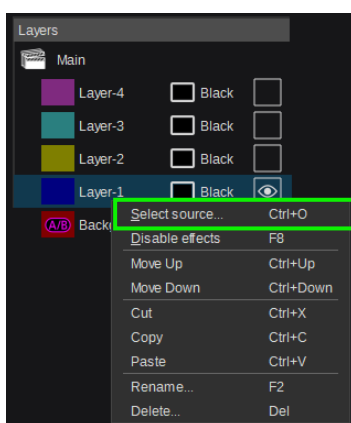 Layers
Main
Layer-4 Black
Layer-3 Black
Layer-2 Black
Layer-1 Black
(A/B)
Select source... Ctrl+O
Disable effects F8
Move Up Ctrl+Up
Move Down Ctrl+Down
Cut Ctrl+X
Copy Ctrl+C
Paste Ctrl+V
Rename... F2
Delete... Del